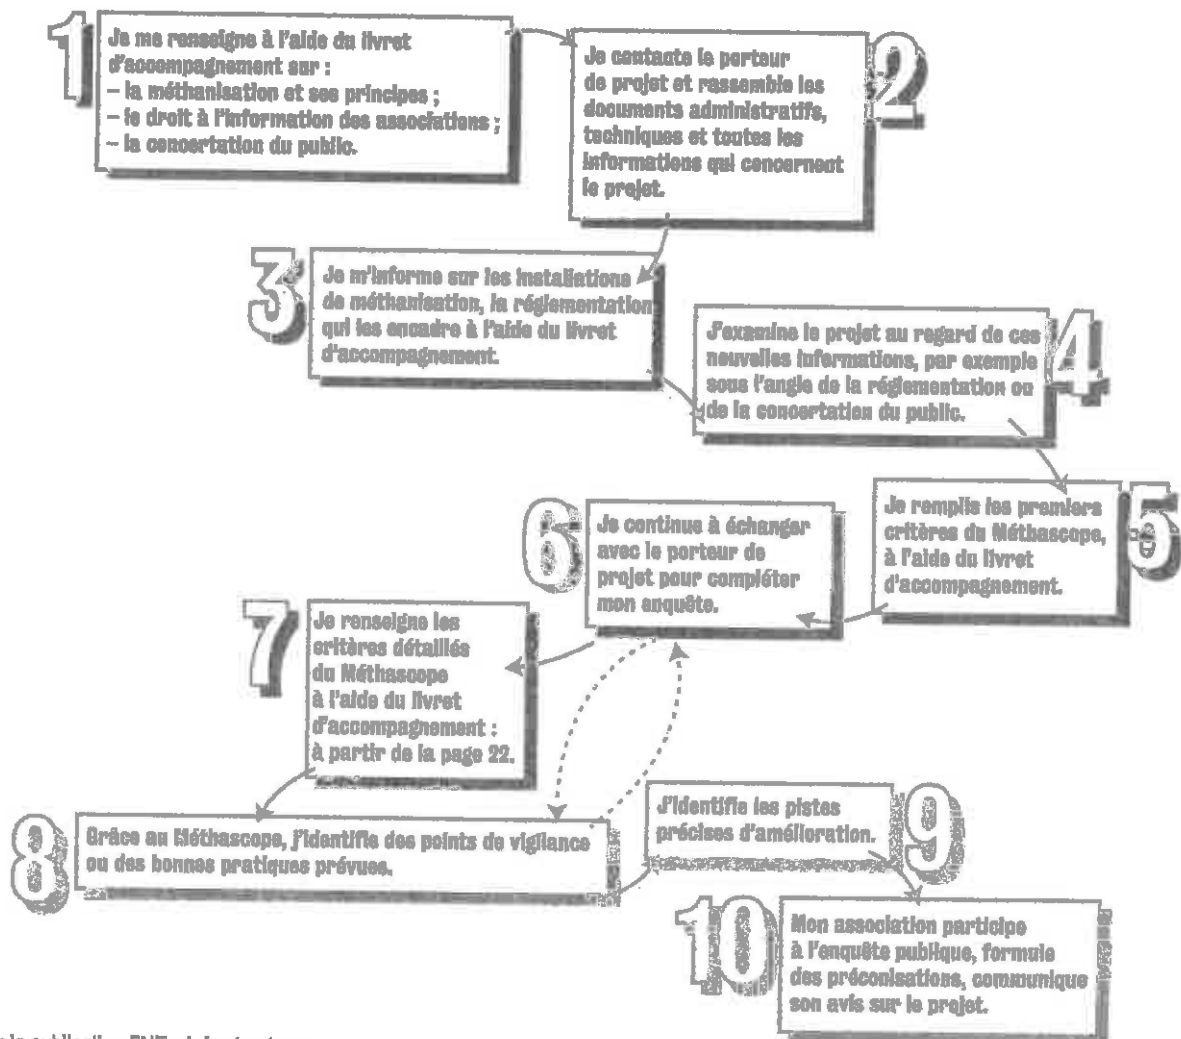 1
Je me renseigne à l'aide du livret
d'accompagnement sur :
– la méthanisation et ses principes ;
– le droit à l'information des associations ;
– la concertation du public.
2
Je contacte le porteur
de projet et rassemble les
documents administratifs,
techniques et toutes les
informations qui concernent
le projet.
3
Je m'informe sur les installations
de méthanisation, la réglementation
qui les encadre à l'aide du livret
d'accompagnement.
4
J'examine le projet au regard de ces
nouvelles informations, par exemple
sous l'angle de la réglementation ou
de la concertation du public.
5
Je remplis les premiers
critères du Méthascope,
à l'aide du livret
d'accompagnement.
6
Je continue à échanger
avec le porteur de
projet pour compléter
mon enquête.
7
Je renseigne les
critères détaillés
du Méthascope
à l'aide du livret
d'accompagnement :
à partir de la page 22.
8
Grâce au Méthascope, j'identifie des points de vigilance
ou des bonnes pratiques prévues.
9
J'identifie les pistes
précises d'amélioration.
10
Mon association participe
à l'enquête publique, formule
des préconisations, communique
son avis sur le projet.